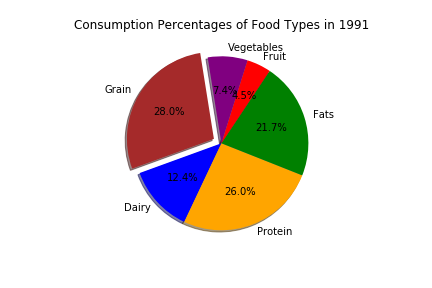 Consumption Percentages of Food Types in 1991
Vegetables
Fruit
Grain
7.4%
4.5%
28.0%
Fats
21.7%
12.4%
26.0%
Dairy
Protein